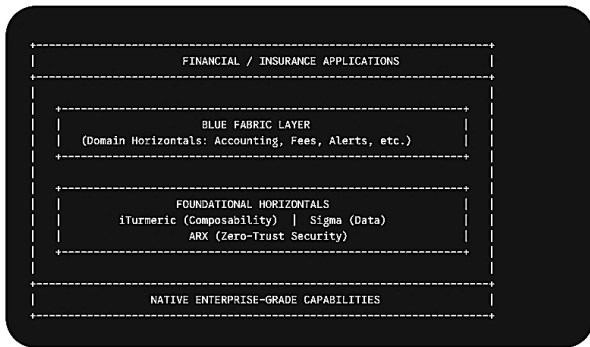 FINANCIAL / INSURANCE APPLICATIONS
BLUE FABRIC LAYER
(Domain Horizontals: Accounting, Fees, Alerts, etc.)
FOUNDATIONAL HORIZONTALS
iTurmeric (Composability) | Sigma (Data)
ARX (Zero-Trust Security)
NATIVE ENTERPRISE-GRADE CAPABILITIES